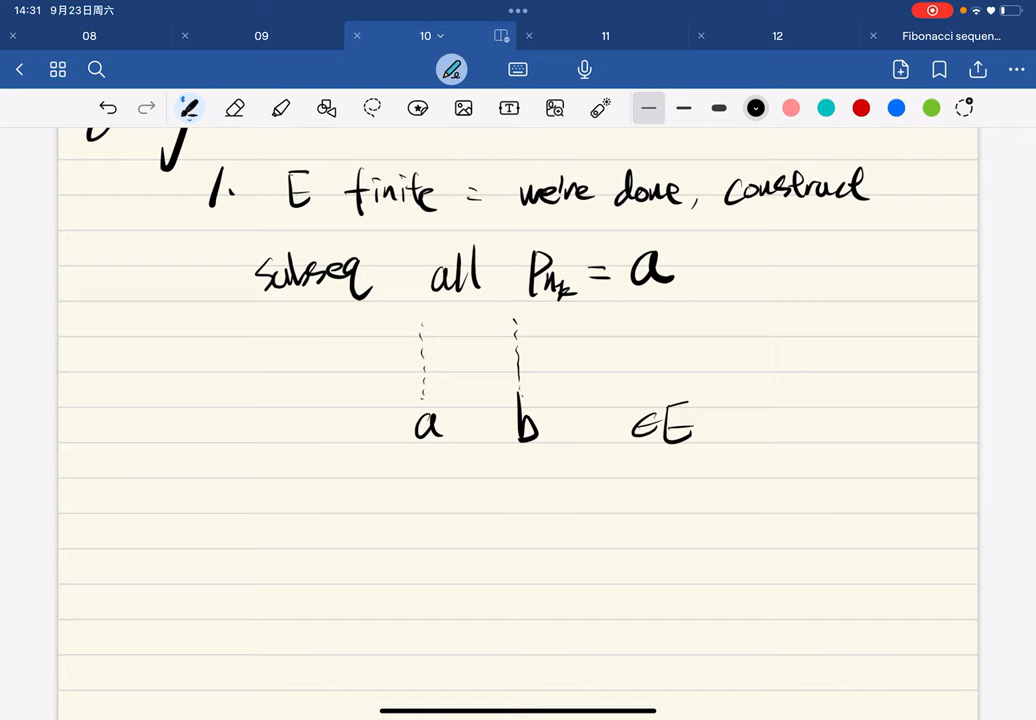 14:31 9月23日周六
08 09 10 11 12 Fibonacci sequen...
1. E finite = we're done, construct
subseq all Pnk = a
a b ∈E